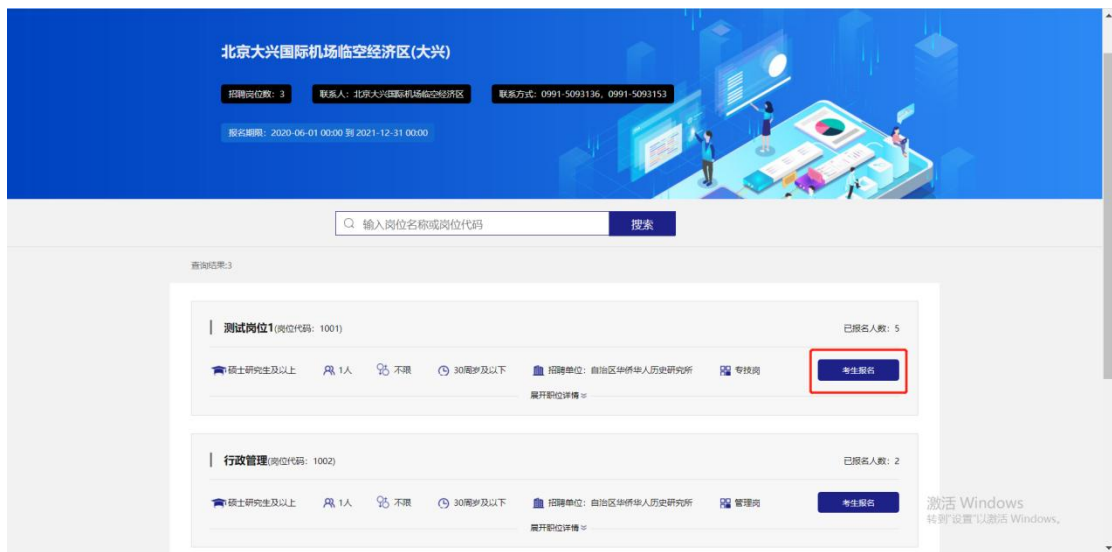 北京大兴国际机场临空经济区(大兴)
招聘岗位数：3 联系人：北京大兴国际机场临空经济区 联系方式：0991-5093136，0991-5093153
报名期限：2020-06-01 00:00 到 2021-12-31 00:00
输入岗位名称或岗位代码 搜索
查询结果:3
测试岗位1(岗位代码：1001) 已报名人数：5
硕士研究生及以上 1人 不限 30周岁及以下 招聘单位：自治区华侨华人历史研究所 专技岗 考生报名
展开职位详情
行政管理(岗位代码：1002) 已报名人数：2
硕士研究生及以上 1人 不限 30周岁及以下 招聘单位：自治区华侨华人历史研究所 管理岗 考生报名
展开职位详情
激活 Windows
转到"设置"以激活 Windows。